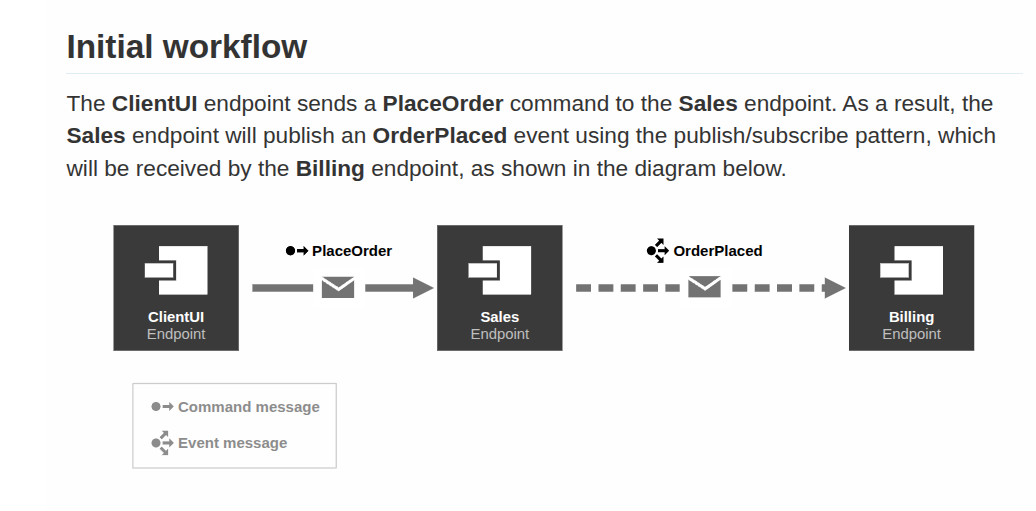 Initial workflow
The ClientUI endpoint sends a PlaceOrder command to the Sales endpoint. As a result, the
Sales endpoint will publish an OrderPlaced event using the publish/subscribe pattern, which
will be received by the Billing endpoint, as shown in the diagram below.
PlaceOrder
OrderPlaced
ClientUI
Endpoint
Sales
Endpoint
Billing
Endpoint
Command message
Event message